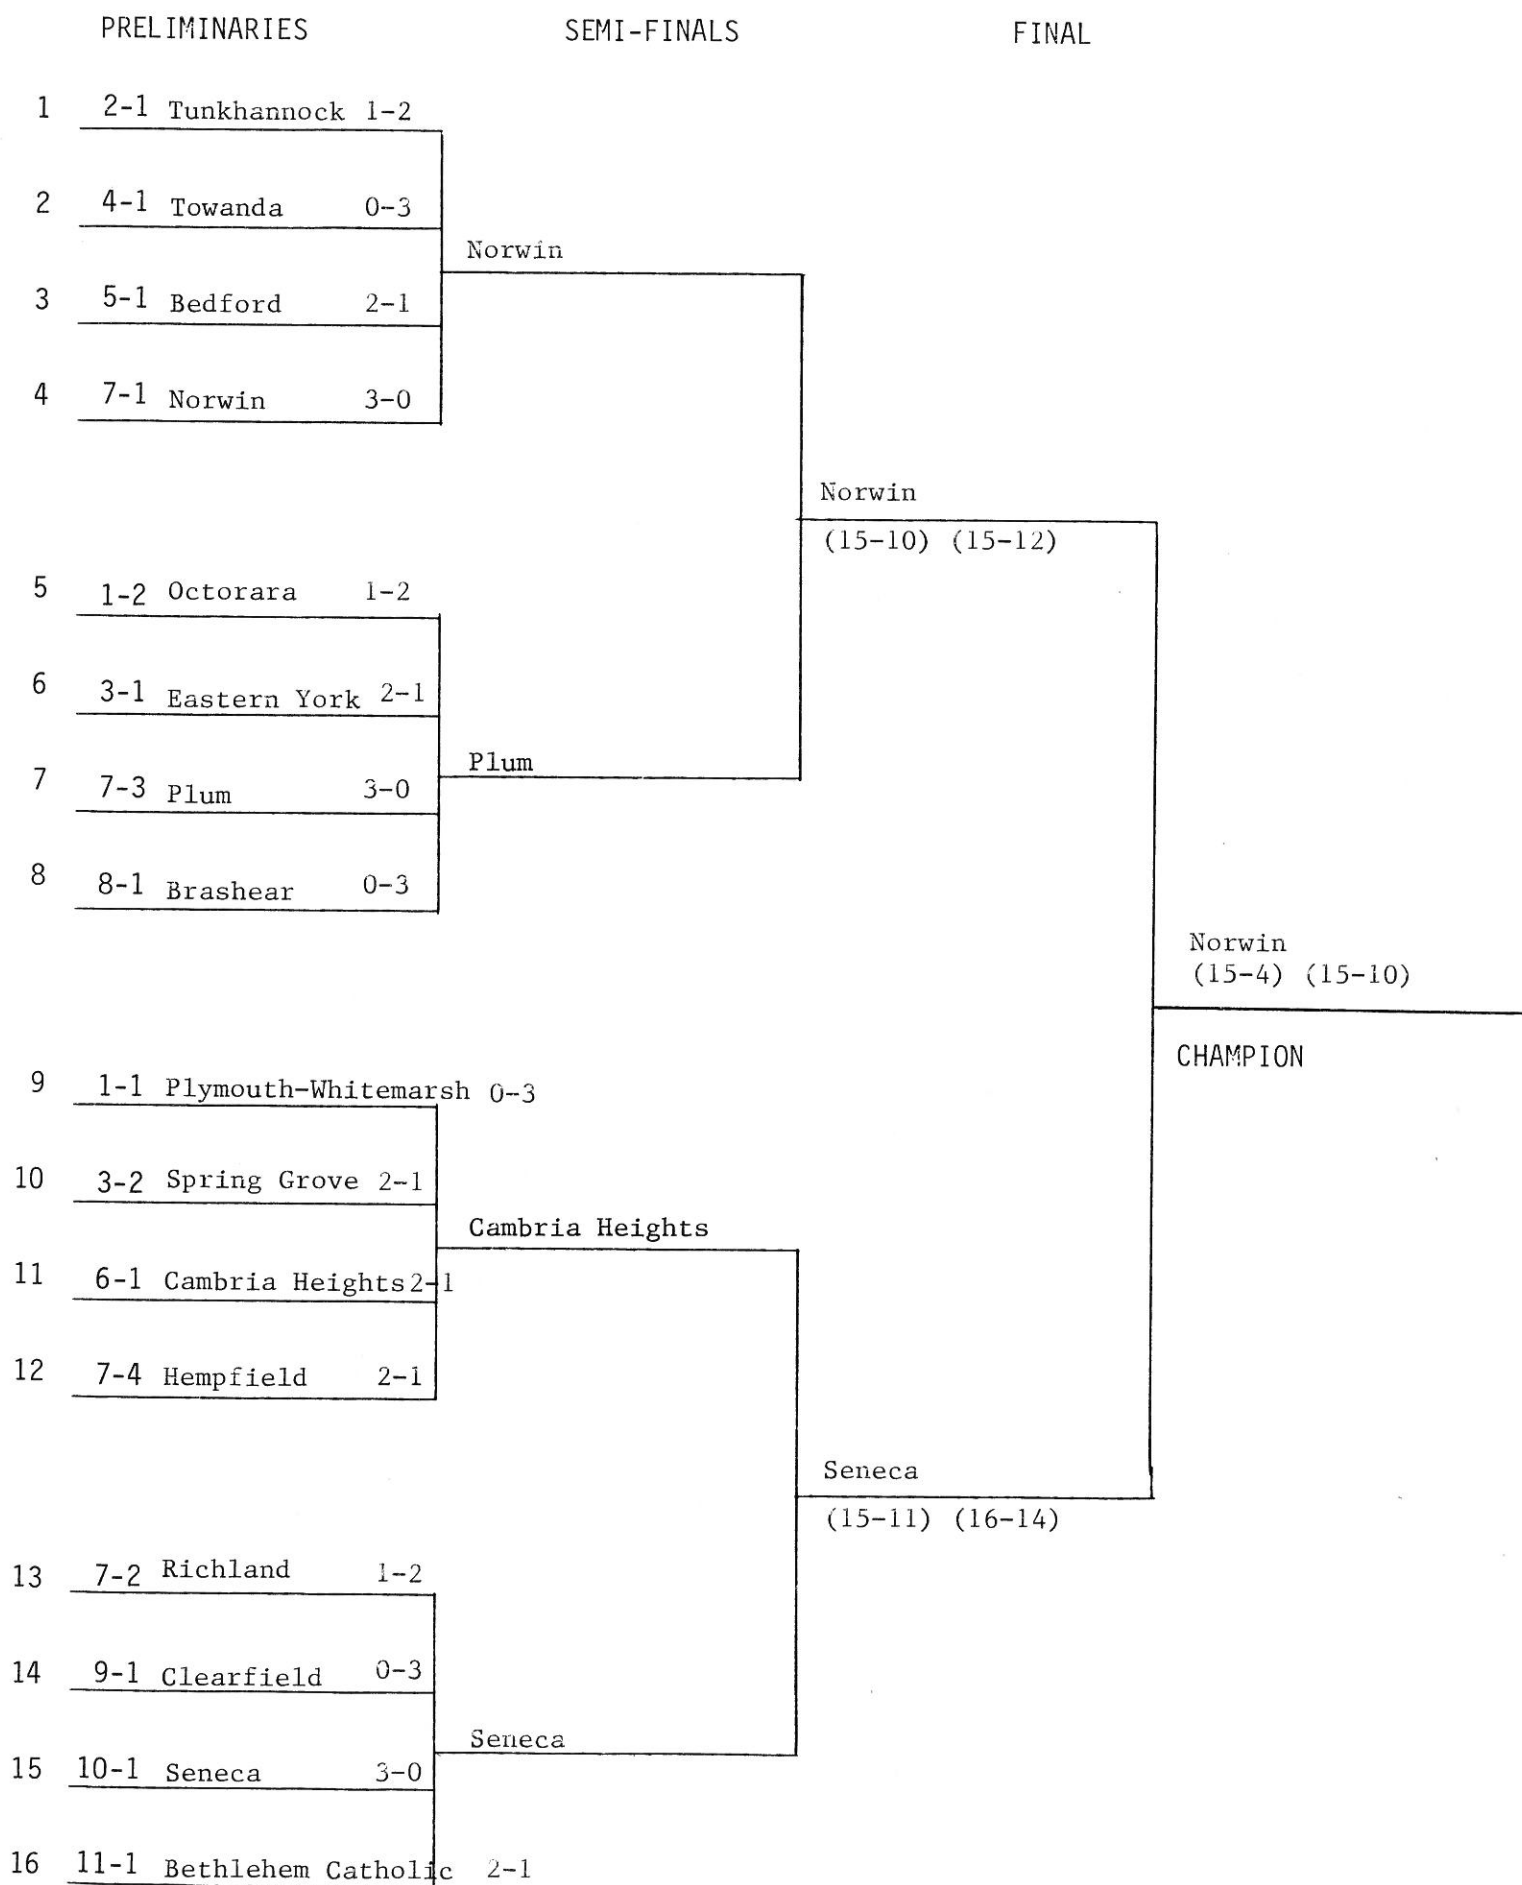 PRELIMINARIES SEMI-FINALS FINAL
1 2-1 Tunkhannock 1-2
2 4-1 Towanda 0-3
Norwin
3 5-1 Bedford 2-1
4 7-1 Norwin 3-0
Norwin
(15-10) (15-12)
5 1-2 Octorara 1-2
6 3-1 Eastern York 2-1
Plum
7 7-3 Plum 3-0
8 8-1 Brashear 0-3
Norwin
(15-4) (15-10)
CHAMPION
9 1-1 Plymouth-Whitemarsh 0-3
10 3-2 Spring Grove 2-1
Cambria Heights
11 6-1 Cambria Heights 2-1
12 7-4 Hempfield 2-1
Seneca
(15-11) (16-14)
13 7-2 Richland 1-2
14 9-1 Clearfield 0-3
Seneca
15 10-1 Seneca 3-0
16 11-1 Bethlehem Catholic 2-1